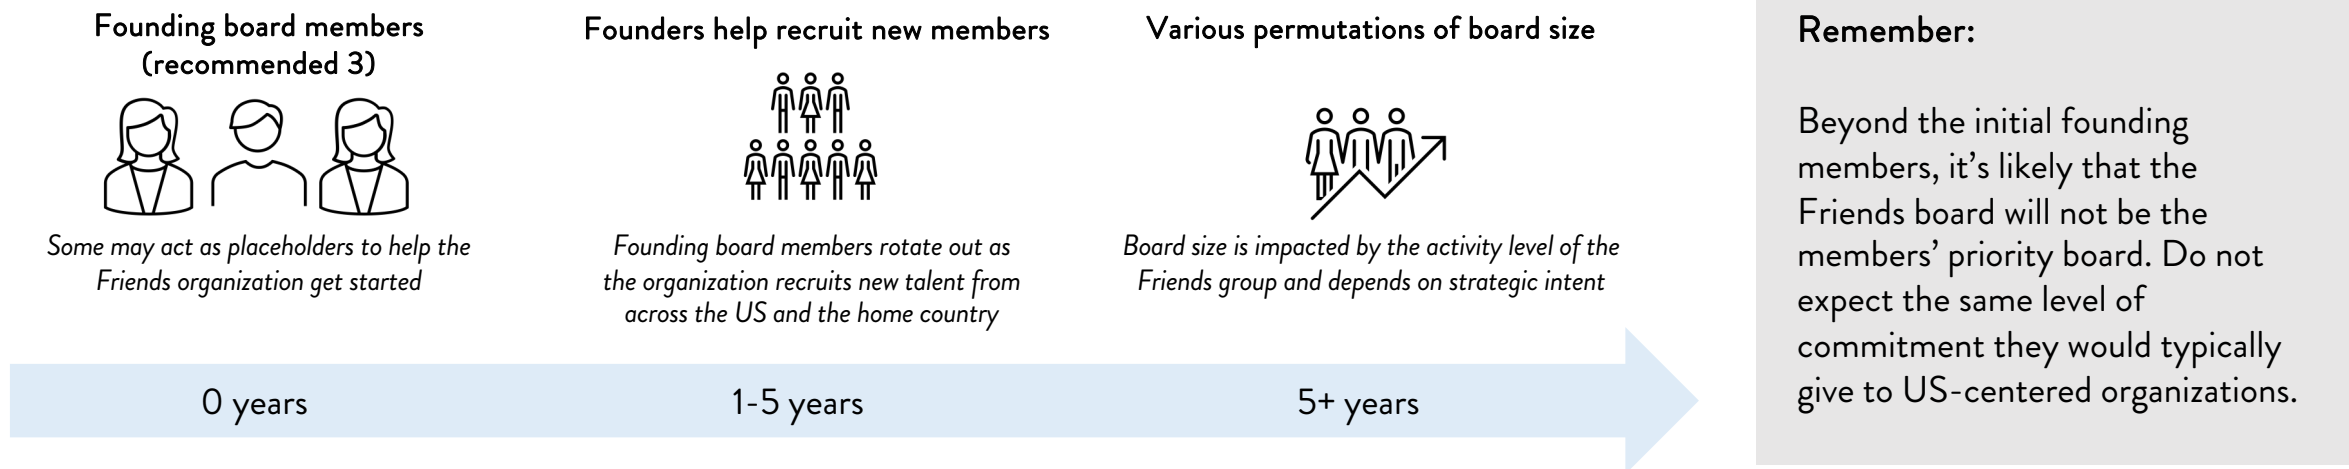 Founding board members
(recommended 3)
Some may act as placeholders to help the
Friends organization get started
Founders help recruit new members
Founding board members rotate out as
the organization recruits new talent from
across the US and the home country
Various permutations of board size
Board size is impacted by the activity level of the
Friends group and depends on strategic intent
0 years
1-5 years
5+ years
Remember:
Beyond the initial founding
members, it’s likely that the
Friends board will not be the
members’ priority board. Do not
expect the same level of
commitment they would typically
give to US-centered organizations.